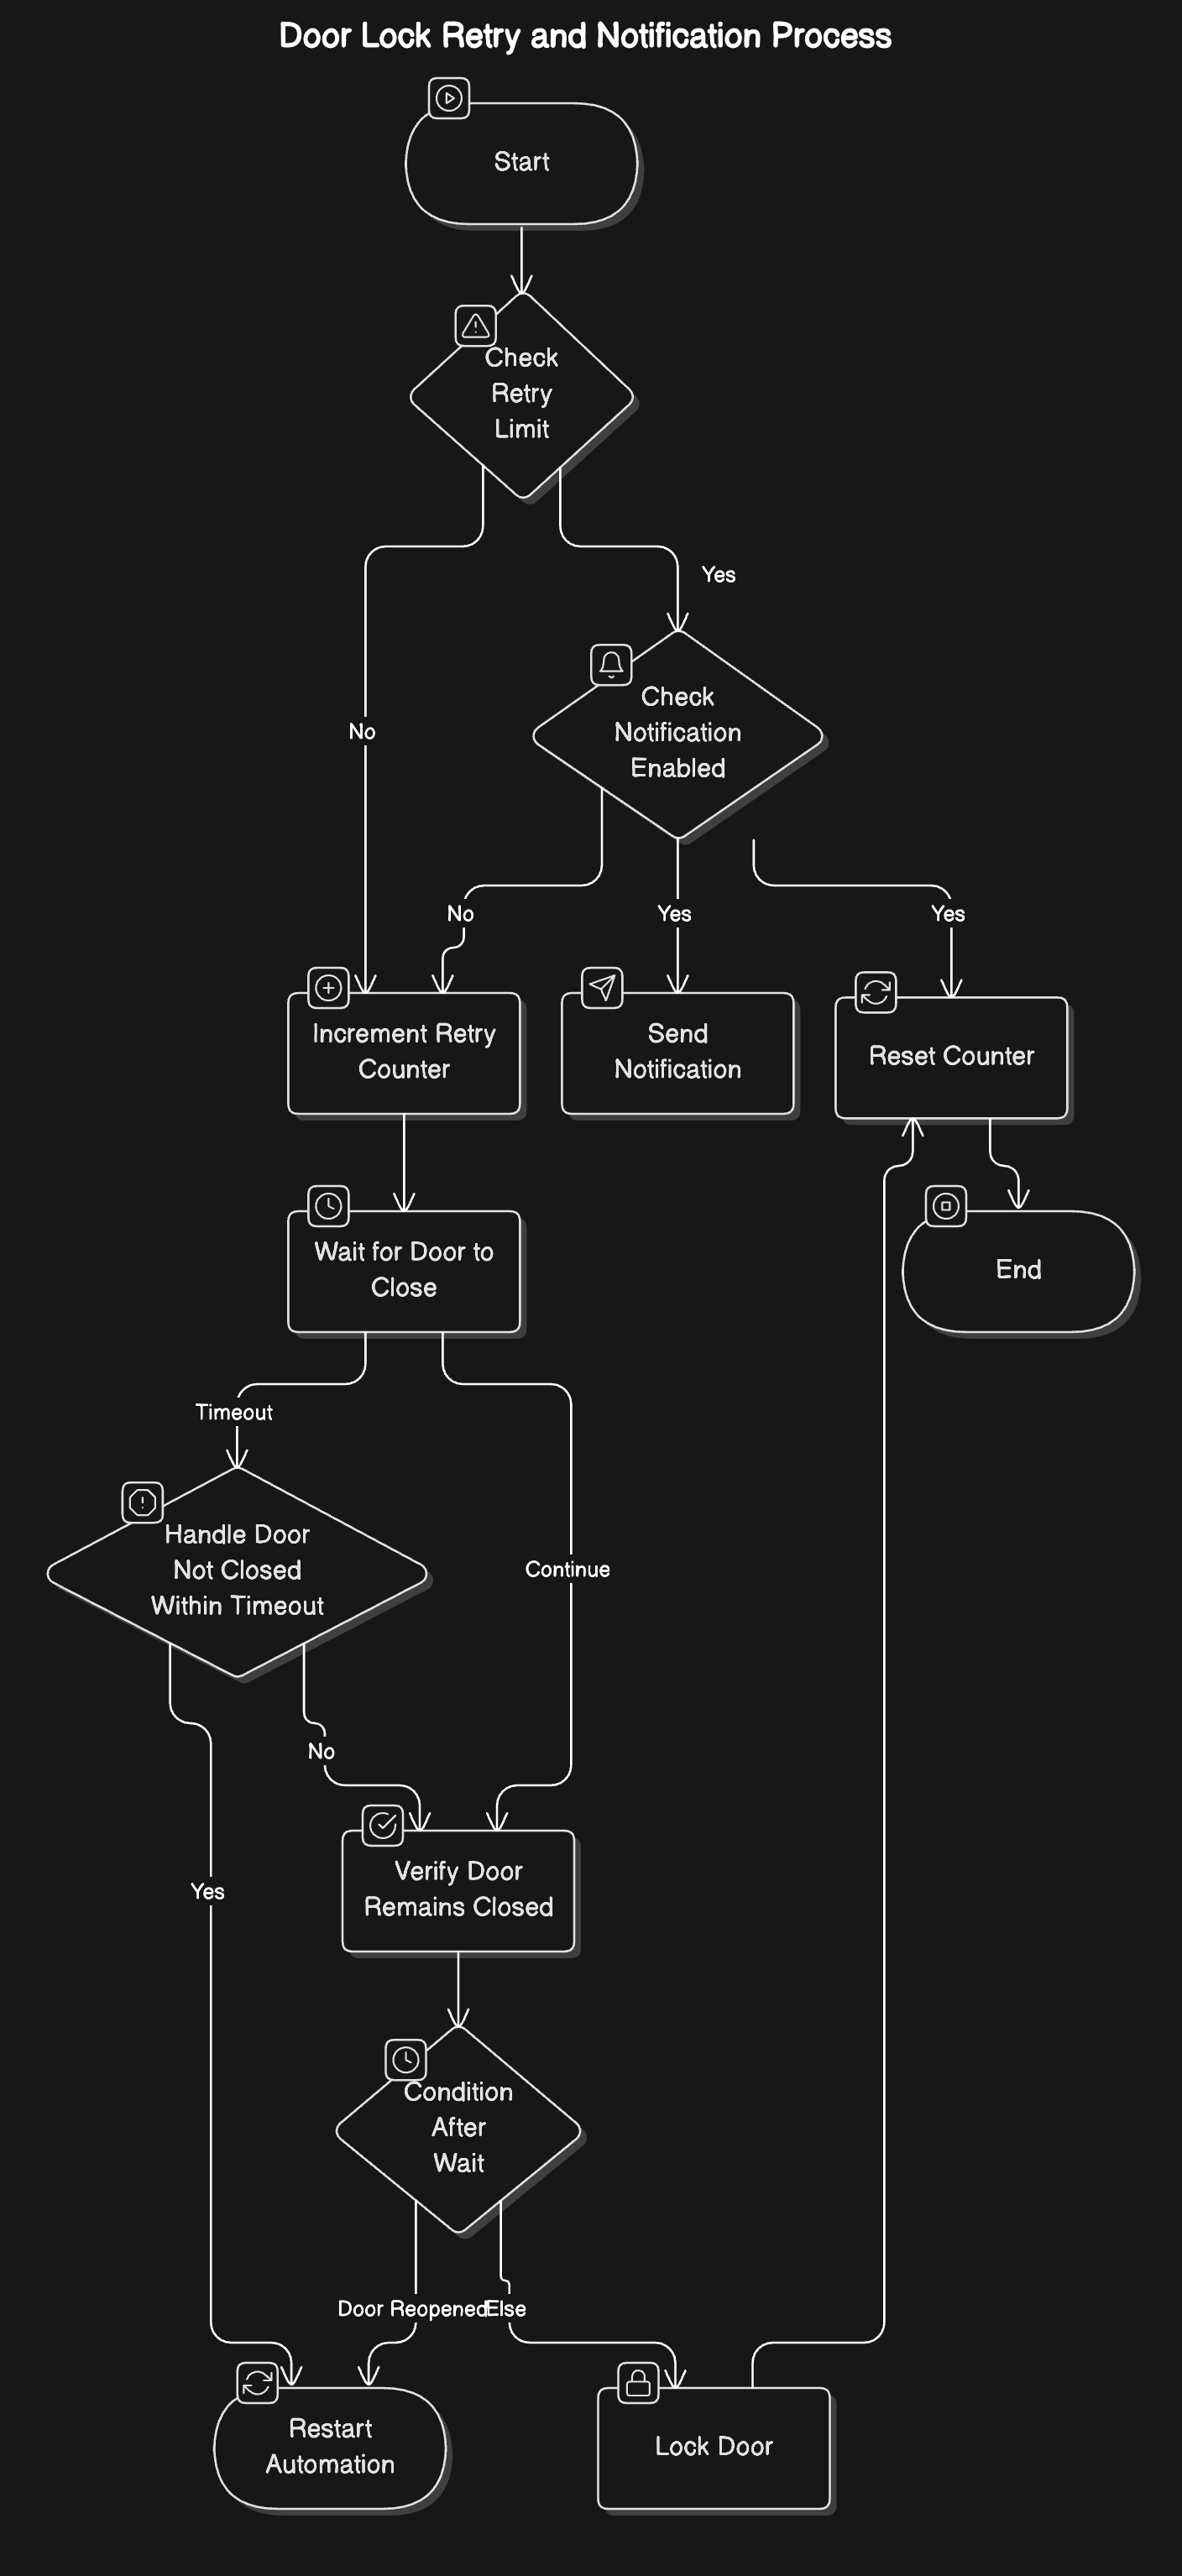 Door Lock Retry and Notification Process
Start
Check
Retry
Limit
Yes
No
Check
Notification
Enabled
No
Yes
Yes
Increment Retry
Counter
Send
Notification
Reset Counter
Wait for Door to
Close
End
Timeout
Handle Door
Not Closed
Within Timeout
Continue
No
Yes
Verify Door
Remains Closed
Condition
After
Wait
Door Reopened
Else
Restart
Automation
Lock Door